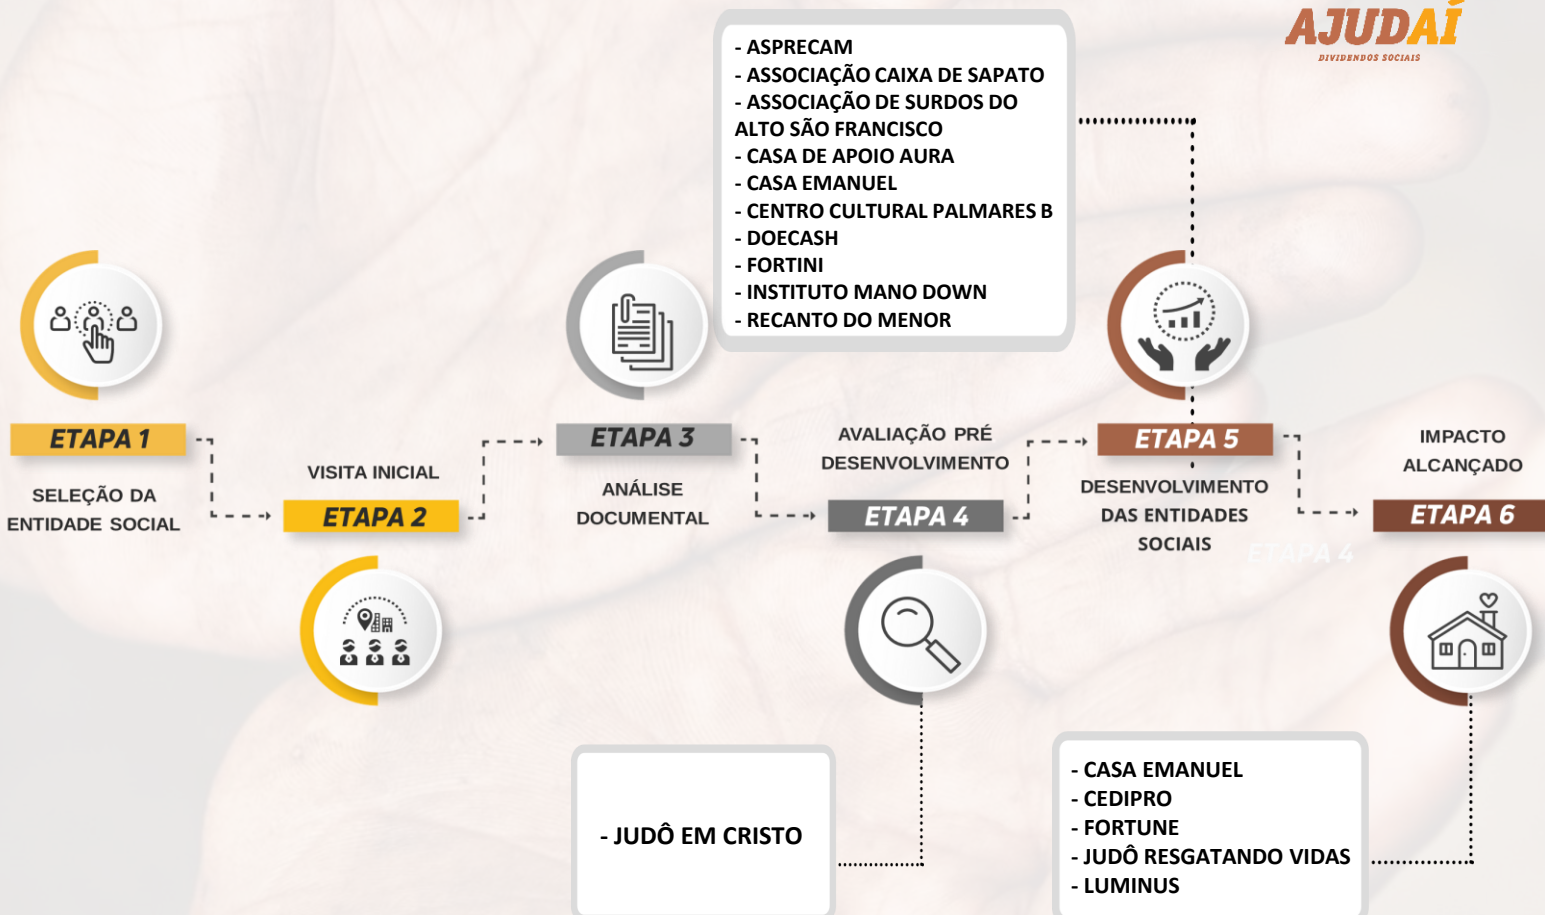 AJUDAÍ
DIVIDENDOS SOCIAIS
- ASPRECAM
- ASSOCIAÇÃO CAIXA DE SAPATO
- ASSOCIAÇÃO DE SURDOS DO
ALTO SÃO FRANCISCO
- CASA DE APOIO AURA
- CASA EMANUEL
- CENTRO CULTURAL PALMARES B
- DOECASH
- FORTINI
- INSTITUTO MANO DOWN
- RECANTO DO MENOR
ETAPA 1
SELEÇÃO DA
ENTIDADE SOCIAL
VISITA INICIAL
ETAPA 2
ETAPA 3
ANÁLISE
DOCUMENTAL
AVALIAÇÃO PRÉ
DESENVOLVIMENTO
ETAPA 4
ETAPA 5
DESENVOLVIMENTO
DAS ENTIDADES
SOCIAIS
ETAPA 4
IMPACTO
ALCANÇADO
ETAPA 6
- JUDÔ EM CRISTO
- CASA EMANUEL
- CEDIPRO
- FORTUNE
- JUDÔ RESGATANDO VIDAS
- LUMINUS